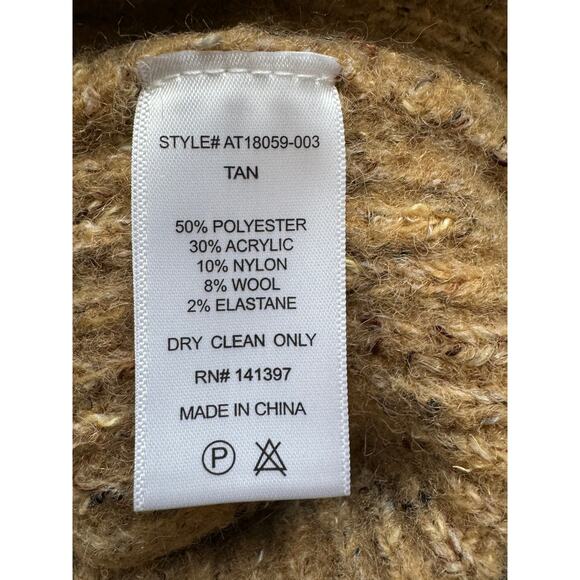 STYLE# AT18059-003
TAN
50% POLYESTER
30% ACRYLIC
10% NYLON
8% WOOL
2% ELASTANE
DRY CLEAN ONLY
RN# 141397
MADE IN CHINA
P